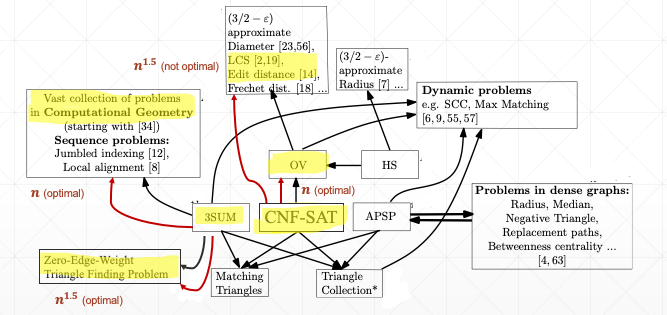 (3/2 − ε)
approximate
Diameter [23,56],
LCS [2,19],
Edit distance [14],
Frechet dist. [18] ...
n^1.5 (not optimal)
(3/2 − ε)-
approximate
Radius [7] ...
Dynamic problems
e.g. SCC, Max Matching
[6, 9, 55, 57]
Vast collection of problems
in Computational Geometry
(starting with [34])
Sequence problems:
Jumbled indexing [12],
Local alignment [8]
n (optimal)
OV
HS
n (optimal)
3SUM
CNF-SAT
APSP
Problems in dense graphs:
Radius, Median,
Negative Triangle,
Replacement paths,
Betweenness centrality ...
[4, 63]
Zero-Edge-Weight
Triangle Finding Problem
n^1.5 (optimal)
Matching
Triangles
Triangle
Collection*